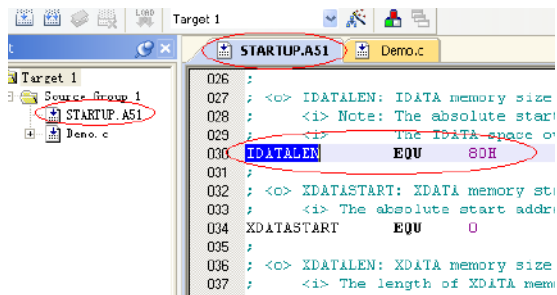 LOAD
Target 1
STARTUP.A51
Demo.c
t
Target 1
Source Group 1
STARTUP.A51
Demo.c
026 ;
027 ; <o> IDATALEN: IDATA memory size
028 ; <i> Note: The absolute start
029 ; <i> The IDATA space ov
030 IDATALEN EQU 80H
031 ;
032 ; <o> XDATASTART: XDATA memory sta
033 ; <i> The absolute start addre
034 XDATASTART EQU 0
035 ;
036 ; <o> XDATALEN: XDATA memory size
037 ; <i> The length of XDATA mem